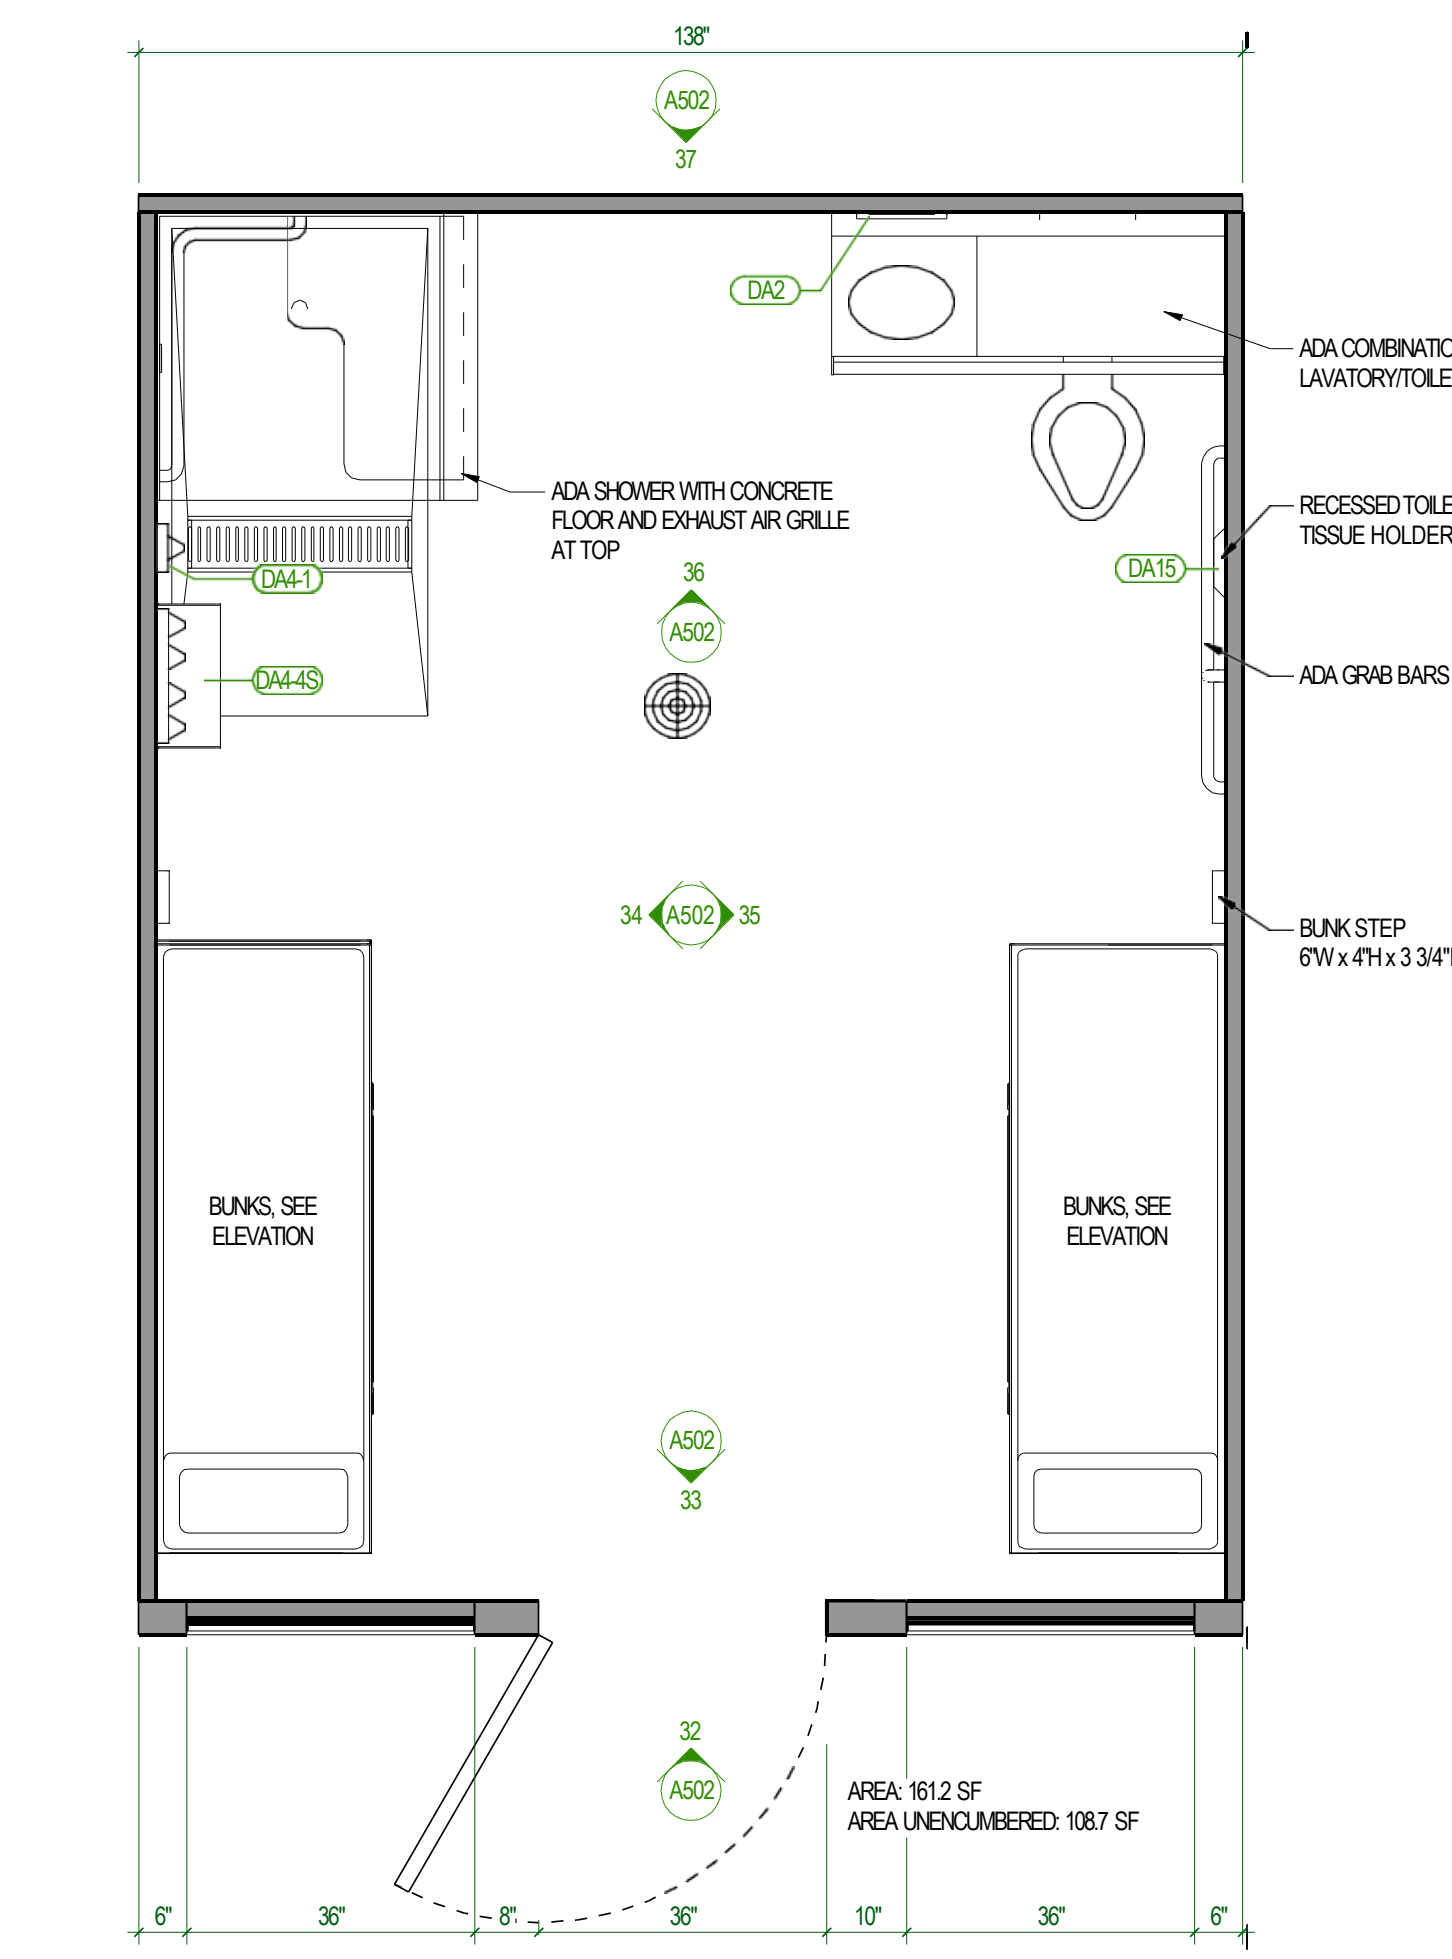 138"
A502
37
DA2
ADA COMBINATIO
LAVATORY/TOILE
ADA SHOWER WITH CONCRETE
FLOOR AND EXHAUST AIR GRILLE
AT TOP
RECESSED TOILE
TISSUE HOLDER
DA4-1
36
DA15
A502
DA4-4S
ADA GRAB BARS
34 A502 35
BUNK STEP
6"W x 4"H x 3 3/4"
BUNKS, SEE
ELEVATION
BUNKS, SEE
ELEVATION
A502
33
32
A502
AREA: 161.2 SF
AREA UNENCUMBERED: 108.7 SF
6" 36" 8" 36" 10" 36" 6"